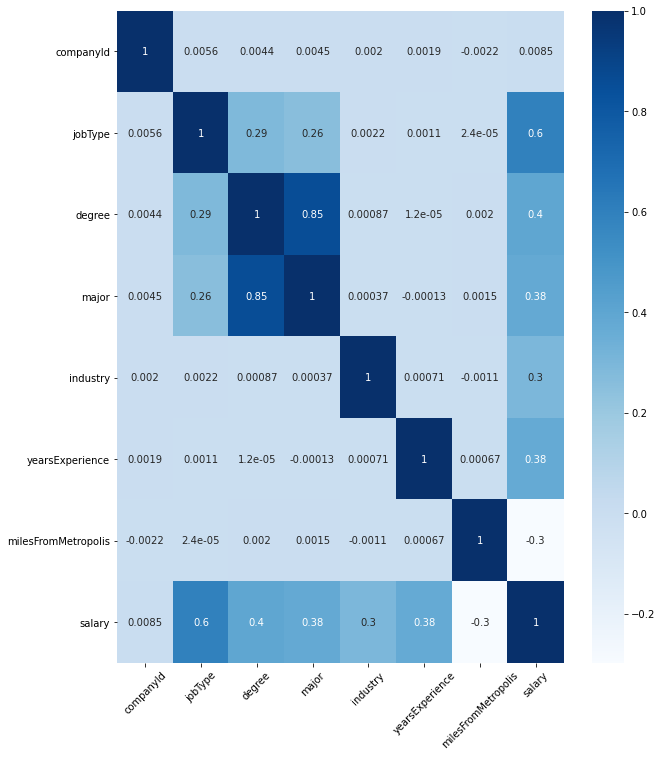 companyId 1 0.0056 0.0044 0.0045 0.002 0.0019 -0.0022 0.0085
jobType 0.0056 1 0.29 0.26 0.0022 0.0011 2.4e-05 0.6
degree 0.0044 0.29 1 0.85 0.00087 1.2e-05 0.002 0.4
major 0.0045 0.26 0.85 1 0.00037 -0.00013 0.0015 0.38
industry 0.002 0.0022 0.00087 0.00037 1 0.00071 -0.0011 0.3
yearsExperience 0.0019 0.0011 1.2e-05 -0.00013 0.00071 1 0.00067 0.38
milesFromMetropolis -0.0022 2.4e-05 0.002 0.0015 -0.0011 0.00067 1 -0.3
salary 0.0085 0.6 0.4 0.38 0.3 0.38 -0.3 1
companyId jobType degree major industry yearsExperience milesFromMetropolis salary
1.0
0.8
0.6
0.4
0.2
0.0
−0.2